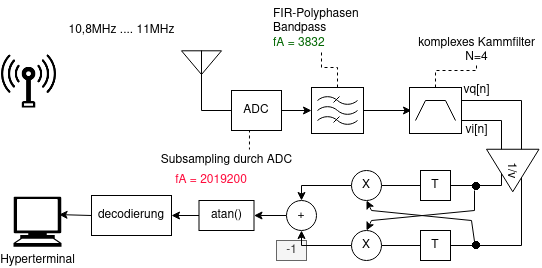 10,8MHz .... 11MHz
FIR-Polyphasen
Bandpass
fA = 3832
komplexes Kammfilter
N=4
ADC
vq[n]
vi[n]
Subsampling durch ADC
fA = 2019200
1/v
X
T
decodierung
atan()
+
-1
X
T
Hyperterminal